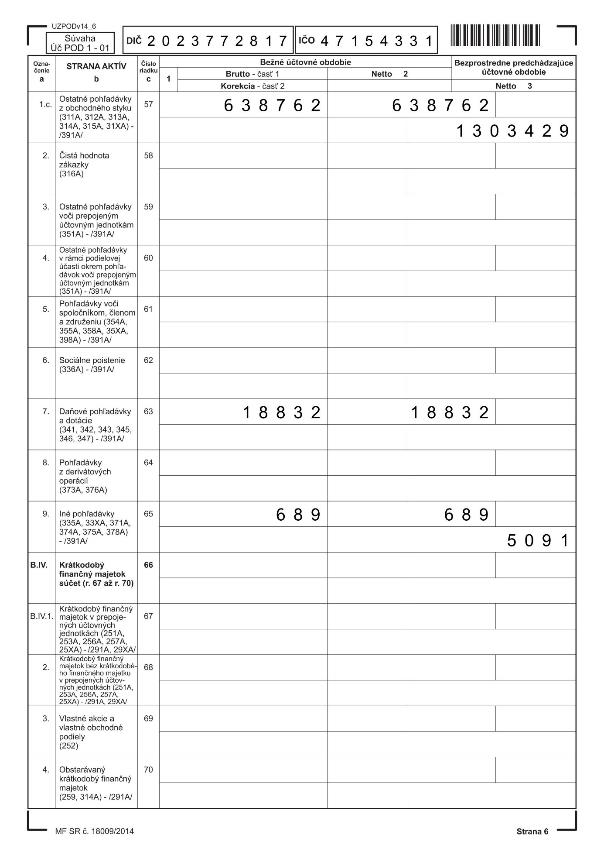 UZPODv14_6
Súvaha
Úč POD 1 - 01
DIČ 2023772817 IČO 47154331
Ozna-
čenie
a
STRANA AKTÍV
b
Číslo
riadku
c
Bežné účtovné obdobie
1
Brutto - časť 1
Korekcia - časť 2
Netto 2
Bezprostredne predchádzajúce
účtovné obdobie
Netto 3
1.c. Ostatné pohľadávky 57 638762 638762
z obchodného styku
(311A, 312A, 313A,
314A, 315A, 31XA) - 1303429
/391A/
2. Čistá hodnota 58
zákazky
(316A)
3. Ostatné pohľadávky 59
voči prepojeným
účtovným jednotkám
(351A) - /391A/
4. Ostatné pohľadávky 60
v rámci podielovej
účasti okrem pohľa-
dávok voči prepojeným
účtovným jednotkám
(351A) - /391A/
5. Pohľadávky voči 61
spoločníkom, členom
a združeniu (354A,
355A, 358A, 35XA,
398A) - /391A/
6. Sociálne poistenie 62
(336A) - /391A/
7. Daňové pohľadávky 63 18832 18832
a dotácie
(341, 342, 343, 345,
346, 347) - /391A/
8. Pohľadávky 64
z derivátových
operácií
(373A, 376A)
9. Iné pohľadávky 65 689 689
(335A, 33XA, 371A,
374A, 375A, 378A)
- /391A/ 5091
B.IV. Krátkodobý 66
finančný majetok
súčet (r. 67 až r. 70)
B.IV.1. Krátkodobý finančný 67
majetok v prepoje-
ných účtovných
jednotkách (251A,
253A, 256A, 257A,
25XA) - /291A, 29XA/
2. Krátkodobý finančný 68
majetok bez krátkodobé-
ho finančného majetku
v prepojených účtov-
ných jednotkách (251A,
253A, 256A, 257A,
25XA) - /291A, 29XA/
3. Vlastné akcie a 69
vlastné obchodné
podiely
(252)
4. Obstarávaný 70
krátkodobý finančný
majetok
(259, 314A) - /291A/
MF SR č. 18009/2014 Strana 6